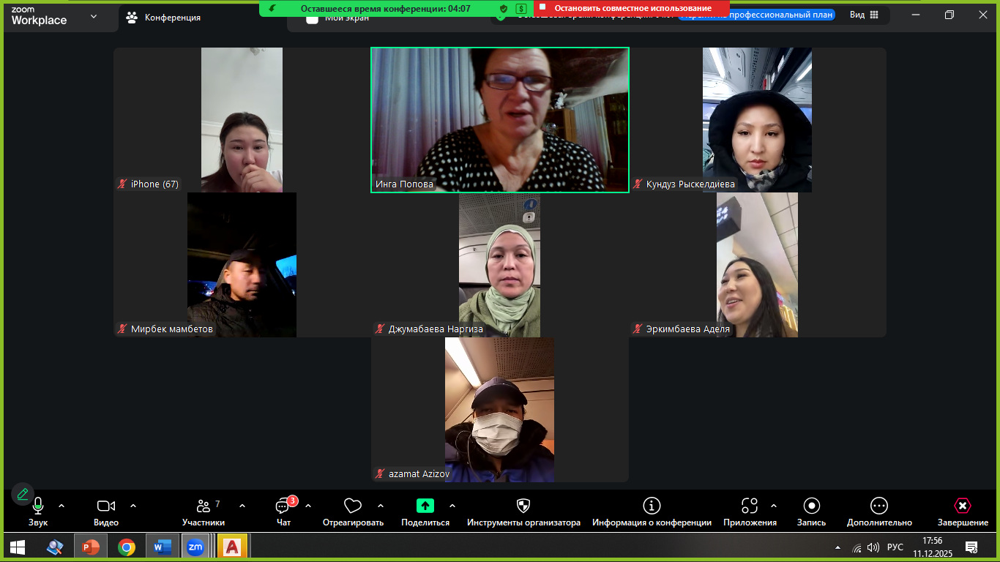 zoom
Workplace
Конференция
Оставшееся время конференции: 04:07
$
Остановить совместное использование
Мой экран
профессиональный план
Вид
iPhone (67)
Инга Попова
Кундуз Рыскелдиева
Мирбек мамбетов
Джумабаева Наргиза
Эркимбаева Аделя
azamat Azizov
3
7
Звук
Видео
Участники
Чат
Отреагировать
Поделиться
Инструменты организатора
Информация о конференции
Приложения
Запись
Дополнительно
Завершение
P
W
zm
A
РУС
17:56
11.12.2025